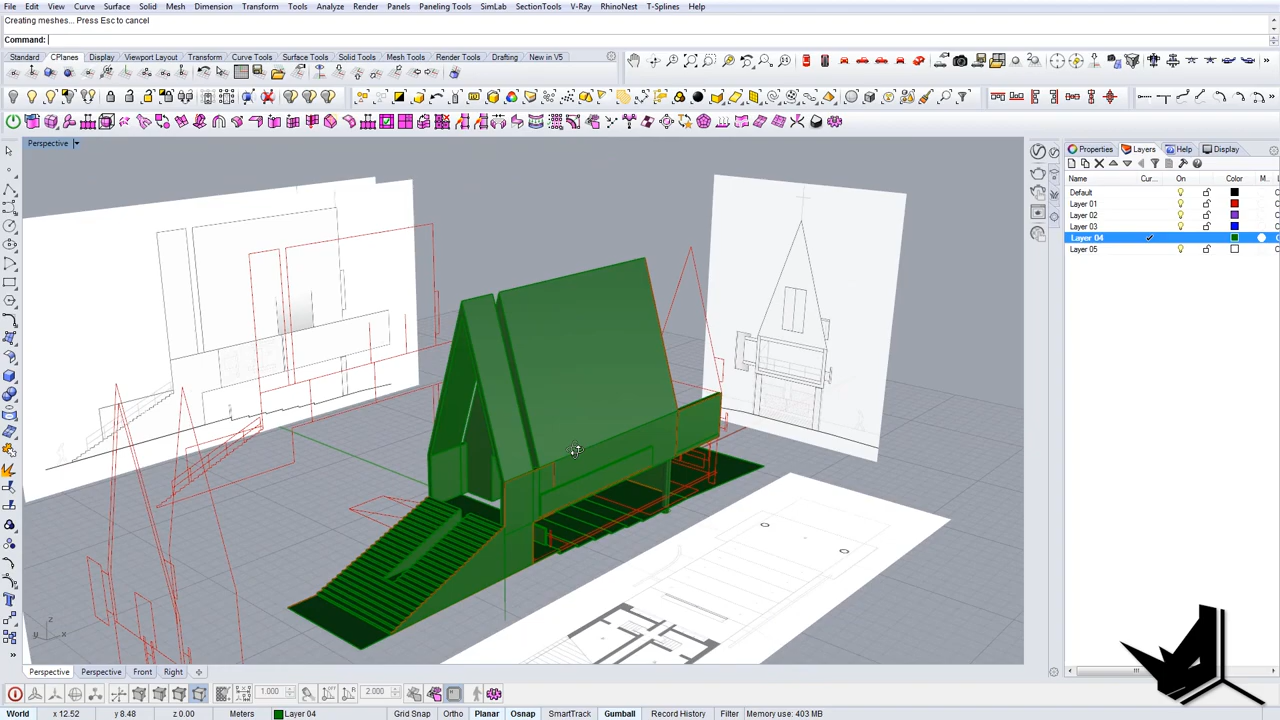 File Edit View Curve Surface Solid Mesh Dimension Transform Tools Analyze Render Panels Paneling Tools SimLab SectionTools V-Ray RhinoNest T-Splines Help
Creating meshes... Press Esc to cancel
Command:
Standard CPlanes Display Viewport Layout Transform Curve Tools Surface Tools Solid Tools Mesh Tools Render Tools Drafting New in V5
Perspective
Properties Layers Help Display
Name Cur... On Color M...
Default
Layer 01
Layer 02
Layer 03
Layer 04
Layer 05
z
x
Perspective Perspective Front Right
1.000 2.000
World x 12.52 y 8.48 z 0.00 Meters Layer 04 Grid Snap Ortho Planar Osnap SmartTrack Gumball Record History Filter Memory use: 403 MB